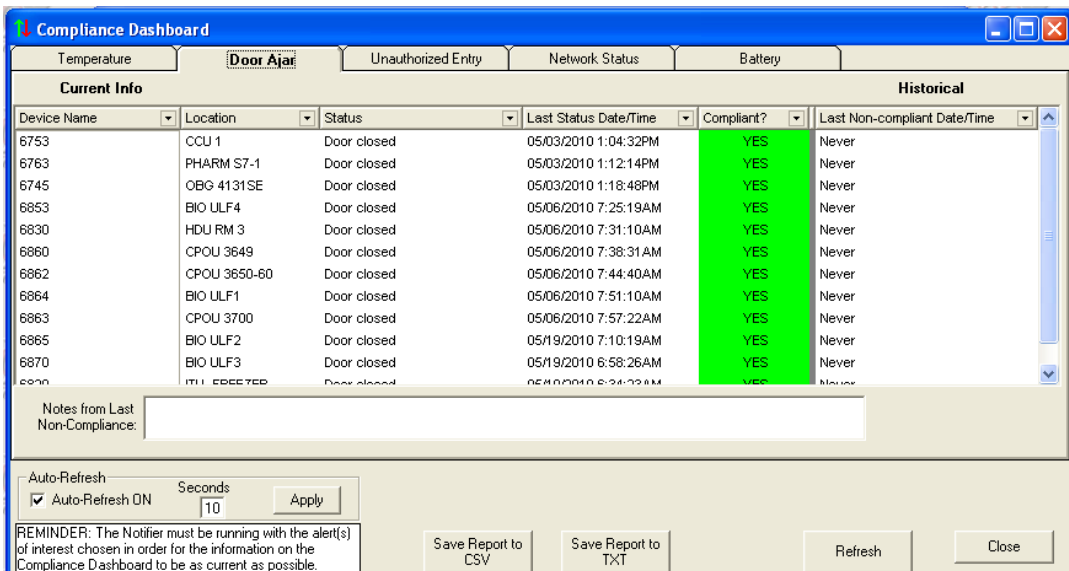 Compliance Dashboard
Temperature Door Ajar Unauthorized Entry Network Status Battery
Current Info Historical
Device Name Location Status Last Status Date/Time Compliant? Last Non-compliant Date/Time
6753 CCU 1 Door closed 05/03/2010 1:04:32PM YES Never
6763 PHARM S7-1 Door closed 05/03/2010 1:12:14PM YES Never
6745 OBG 4131SE Door closed 05/03/2010 1:18:48PM YES Never
6853 BIO ULF4 Door closed 05/06/2010 7:25:19AM YES Never
6830 HDU RM 3 Door closed 05/06/2010 7:31:10AM YES Never
6860 CPOU 3649 Door closed 05/06/2010 7:38:31AM YES Never
6862 CPOU 3650-60 Door closed 05/06/2010 7:44:40AM YES Never
6864 BIO ULF1 Door closed 05/06/2010 7:51:10AM YES Never
6863 CPOU 3700 Door closed 05/06/2010 7:57:22AM YES Never
6865 BIO ULF2 Door closed 05/19/2010 7:10:19AM YES Never
6870 BIO ULF3 Door closed 05/19/2010 6:58:26AM YES Never
FREEZER Door closed YES Never
Notes from Last
Non-Compliance:
Auto-Refresh
Auto-Refresh ON Seconds 10 Apply
REMINDER: The Notifier must be running with the alert(s)
of interest chosen in order for the information on the
Compliance Dashboard to be as current as possible.
Save Report to
CSV
Save Report to
TXT
Refresh
Close